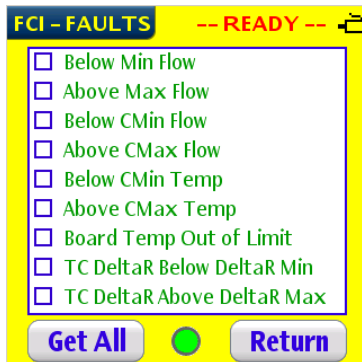 FCI – FAULTS
-- READY --
Below Min Flow
Above Max Flow
Below CMin Flow
Above CMax Flow
Below CMin Temp
Above CMax Temp
Board Temp Out of Limit
TC DeltaR Below DeltaR Min
TC DeltaR Above DeltaR Max
Get All
Return